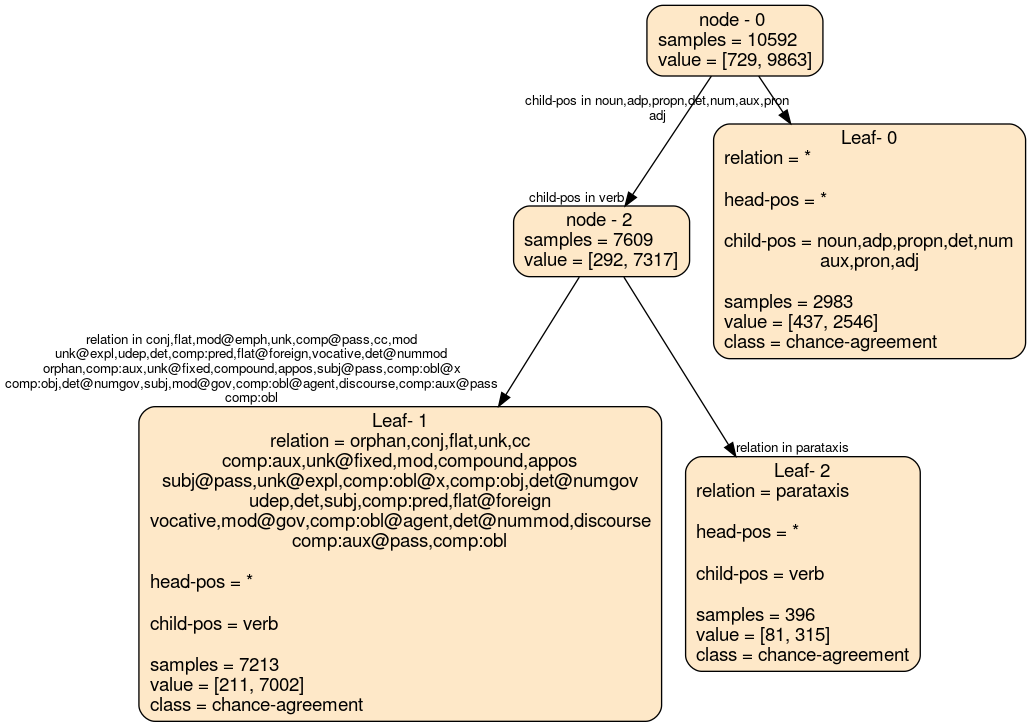 node - 0
samples = 10592
value = [729, 9863]
child-pos in noun,adp,propn,det,num,aux,pron
adj
Leaf- 0
relation = *
head-pos = *
child-pos = noun,adp,propn,det,num
aux,pron,adj
samples = 2983
value = [437, 2546]
class = chance-agreement
child-pos in verb
node - 2
samples = 7609
value = [292, 7317]
relation in conj,flat,mod@emph,unk,comp@pass,cc,mod
unk@expl,udep,det,comp:pred,flat@foreign,vocative,det@nummod
orphan,comp:aux,unk@fixed,compound,appos,subj@pass,comp:obl@x
comp:obj,det@numgov,subj,mod@gov,comp:obl@agent,discourse,comp:aux@pass
comp:obl
Leaf- 1
relation = orphan,conj,flat,unk,cc
comp:aux,unk@fixed,mod,compound,appos
subj@pass,unk@expl,comp:obl@x,comp:obj,det@numgov
udep,det,subj,comp:pred,flat@foreign
vocative,mod@gov,comp:obl@agent,det@nummod,discourse
comp:aux@pass,comp:obl
head-pos = *
child-pos = verb
samples = 7213
value = [211, 7002]
class = chance-agreement
relation in parataxis
Leaf- 2
relation = parataxis
head-pos = *
child-pos = verb
samples = 396
value = [81, 315]
class = chance-agreement